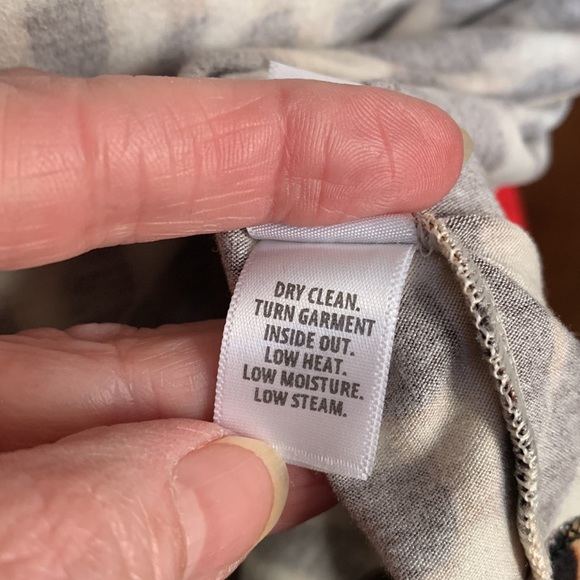 DRY CLEAN.
TURN GARMENT
INSIDE OUT.
LOW HEAT.
LOW MOISTURE.
LOW STEAM.